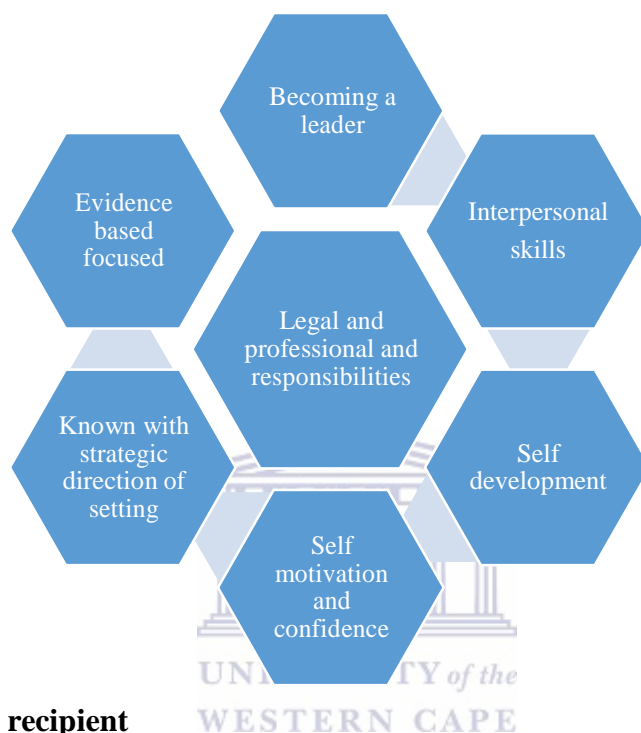 Becoming a
leader
Evidence
based
focused
Interpersonal
skills
Legal and
professional and
responsibilities
Known with
strategic
direction of
setting
Self
development
Self
motivation
and
confidence
of the
recipient
WESTERN CAPE